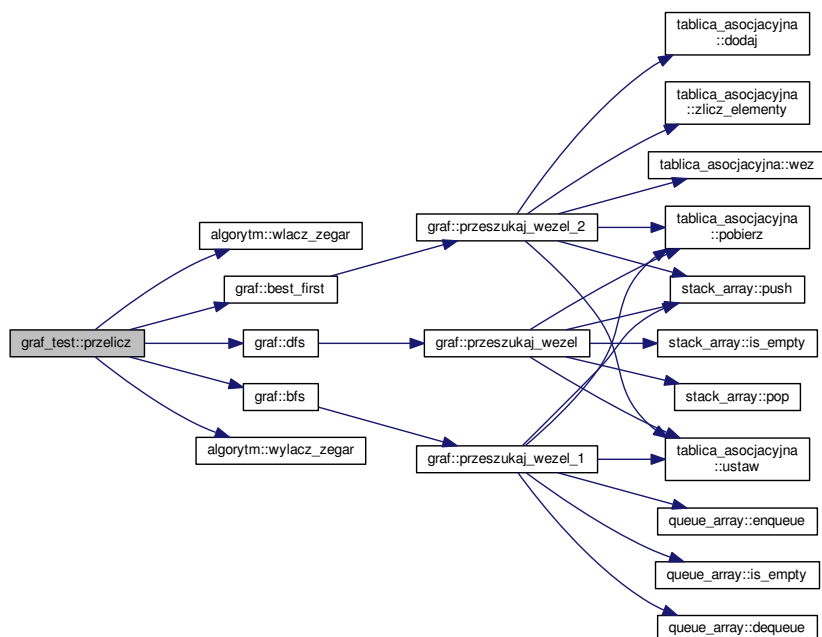 graf_test::przelicz
algorytm::wlacz_zegar
graf::best_first
graf::dfs
graf::bfs
algorytm::wylacz_zegar
graf::przeszukaj_wezel_2
graf::przeszukaj_wezel
graf::przeszukaj_wezel_1
tablica_asocjacyjna
::dodaj
tablica_asocjacyjna
::zlicz_elementy
tablica_asocjacyjna::wez
tablica_asocjacyjna
::pobierz
stack_array::push
stack_array::is_empty
stack_array::pop
tablica_asocjacyjna
::ustaw
queue_array::enqueue
queue_array::is_empty
queue_array::dequeue